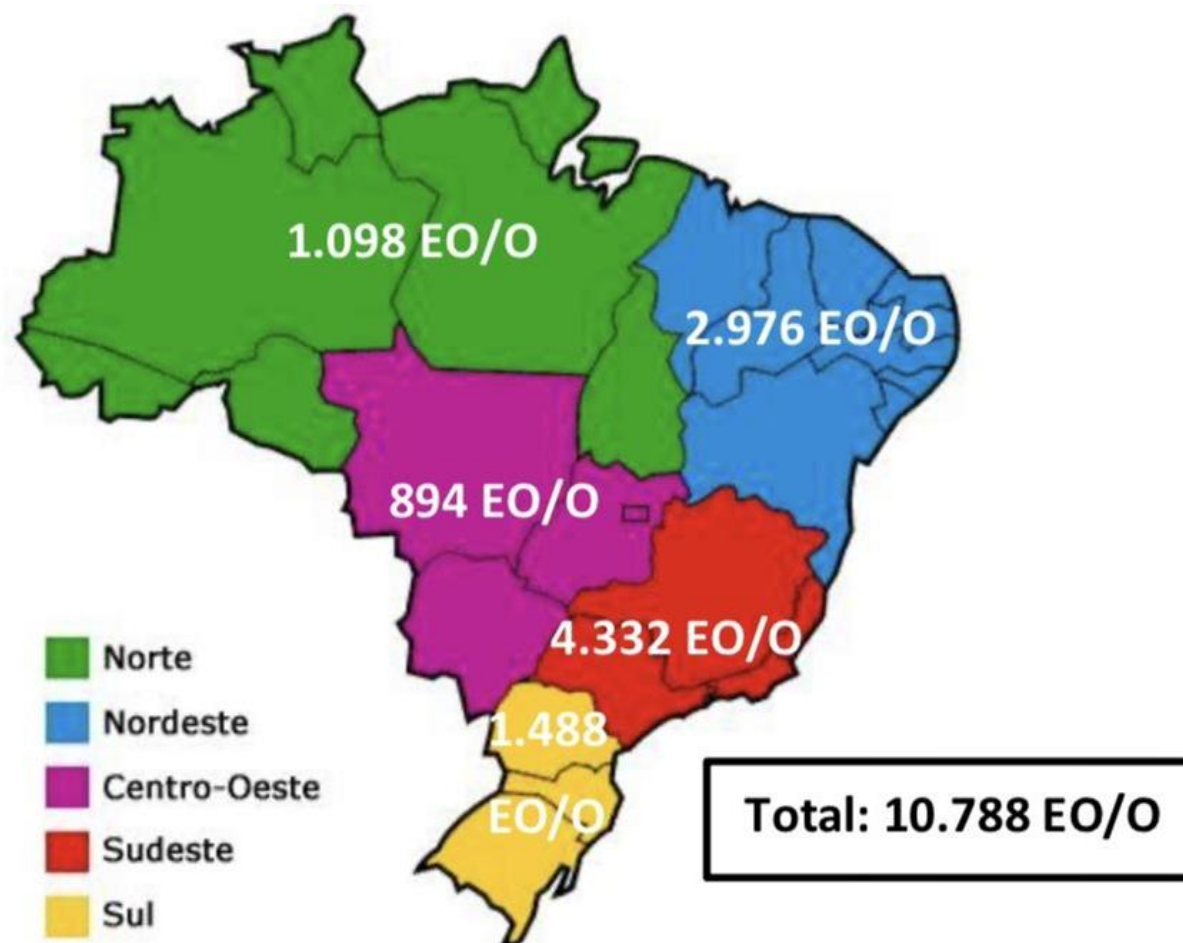 1.098 EO/O
2.976 EO/O
894 EO/O
4.332 EO/O
1.488
EO/O
Norte
Nordeste
Centro-Oeste
Sudeste
Sul
Total: 10.788 EO/O